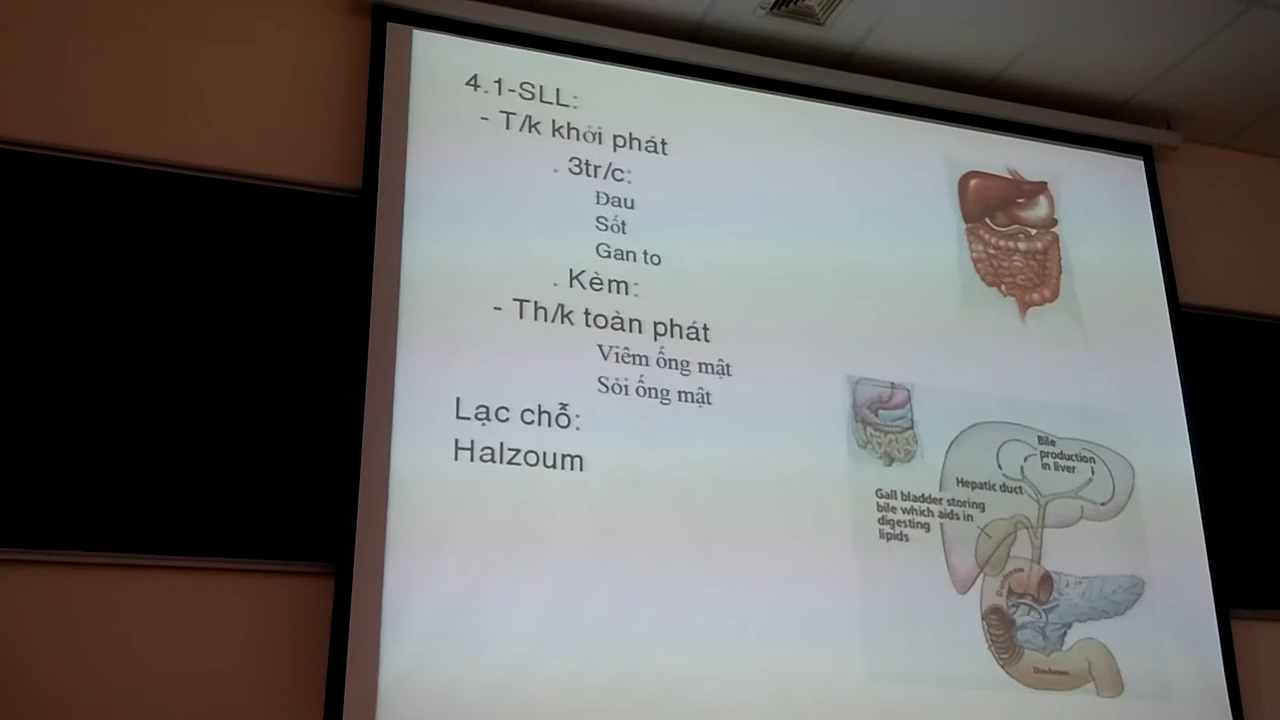 4.1-SLL:
- T/k khởi phát
. 3tr/c:
Đau
Sốt
Gan to
. Kèm:
- Th/k toàn phát
Viêm ống mật
Sỏi ống mật
Lạc chỗ:
Halzoum
Bile
production
in liver
Hepatic duct
Gall bladder storing
bile which aids in
digesting
lipids